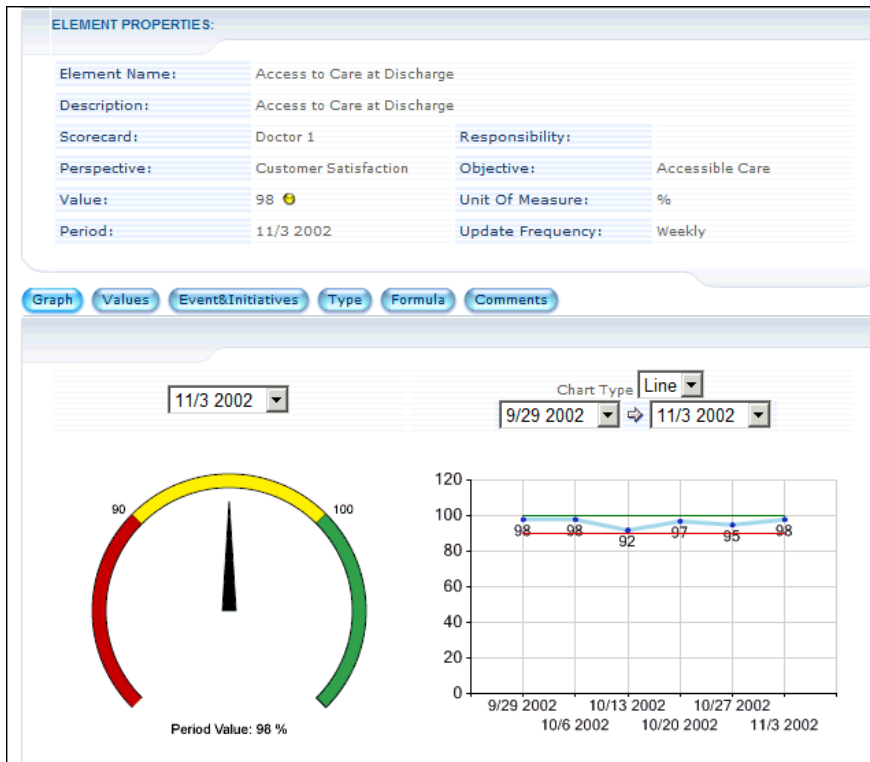 ELEMENT PROPERTIES:
Element Name: Access to Care at Discharge
Description: Access to Care at Discharge
Scorecard: Doctor 1 Responsibility:
Perspective: Customer Satisfaction Objective: Accessible Care
Value: 98 Unit Of Measure: %
Period: 11/3 2002 Update Frequency: Weekly
Graph Values Event&Initiatives Type Formula Comments
Chart Type Line
11/3 2002
9/29 2002 11/3 2002
90 100
Period Value: 98 %
120
100
80
60
40
20
0
98 98 92 97 95 98
9/29 2002 10/13 2002 10/27 2002
10/6 2002 10/20 2002 11/3 2002